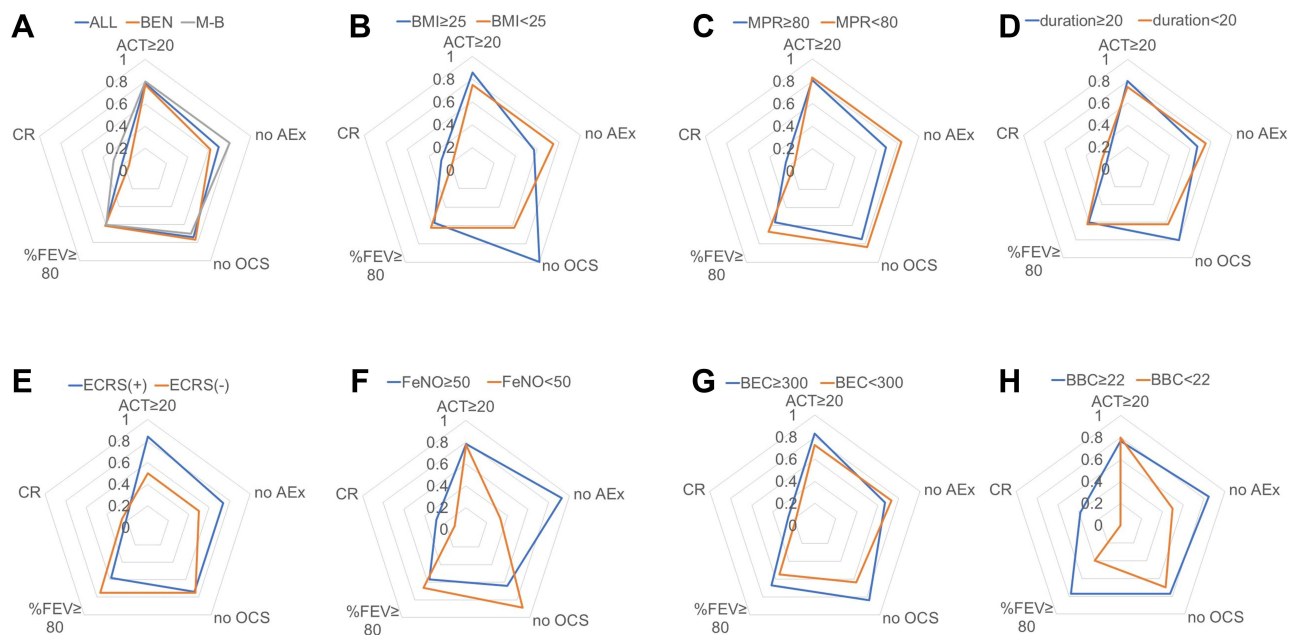 A
ALL BEN M-B
ACT≥20
1
0.8
0.6
0.4
0.2
0
no AEx
no OCS
%FEV≥
80
CR
B
BMI≥25 BMI<25
ACT≥20
1
0.8
0.6
0.4
0.2
0
no AEx
no OCS
%FEV≥
80
CR
C
MPR≥80 MPR<80
ACT≥20
1
0.8
0.6
0.4
0.2
0
no AEx
no OCS
%FEV≥
80
CR
D
duration≥20 duration<20
ACT≥20
1
0.8
0.6
0.4
0.2
0
no AEx
no OCS
%FEV≥
80
CR
E
ECRS(+) ECRS(-)
ACT≥20
1
0.8
0.6
0.4
0.2
0
no AEx
no OCS
%FEV≥
80
CR
F
FeNO≥50 FeNO<50
ACT≥20
1
0.8
0.6
0.4
0.2
0
no AEx
no OCS
%FEV≥
80
CR
G
BEC≥300 BEC<300
ACT≥20
1
0.8
0.6
0.4
0.2
0
no AEx
no OCS
%FEV≥
80
CR
H
BBC≥22 BBC<22
ACT≥20
1
0.8
0.6
0.4
0.2
0
no AEx
no OCS
%FEV≥
80
CR